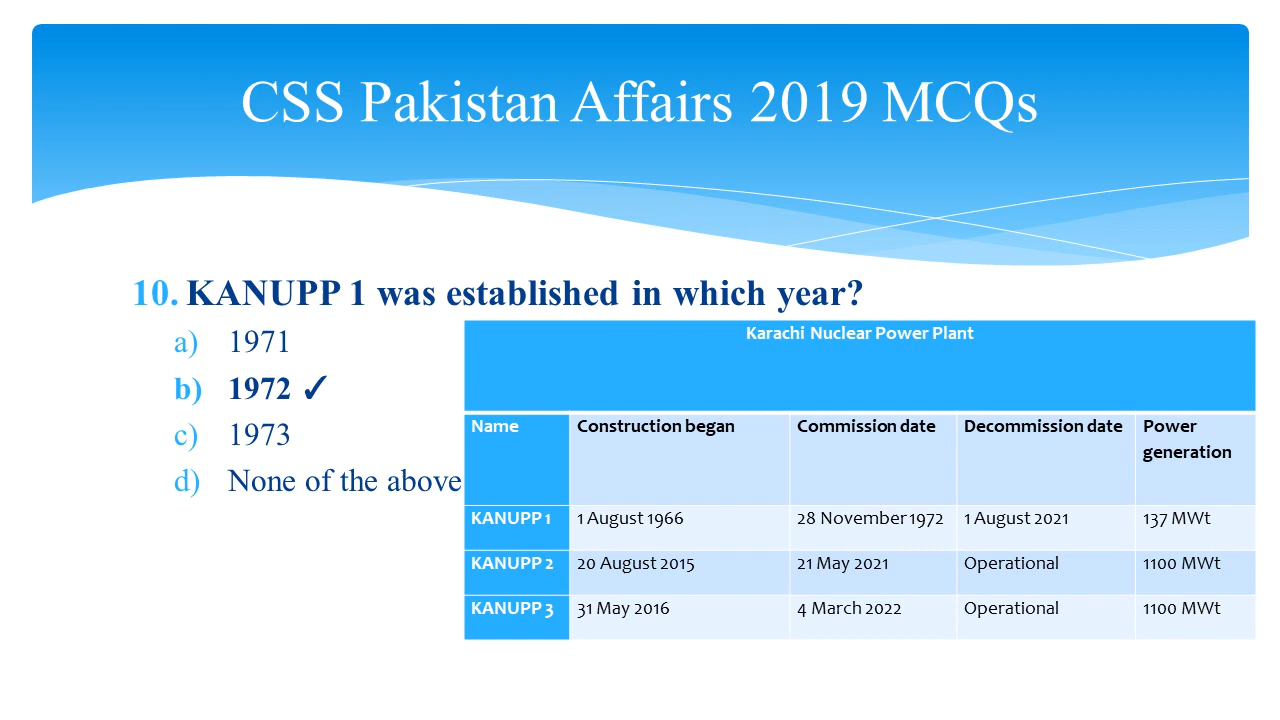 CSS Pakistan Affairs 2019 MCQs
10. KANUPP 1 was established in which year?
a) 1971
b) 1972 ✓
c) 1973
d) None of the above
Karachi Nuclear Power Plant
Name Construction began Commission date Decommission date Power generation
KANUPP 1 1 August 1966 28 November 1972 1 August 2021 137 MWt
KANUPP 2 20 August 2015 21 May 2021 Operational 1100 MWt
KANUPP 3 31 May 2016 4 March 2022 Operational 1100 MWt